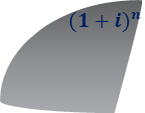 (1 + i)ⁿ